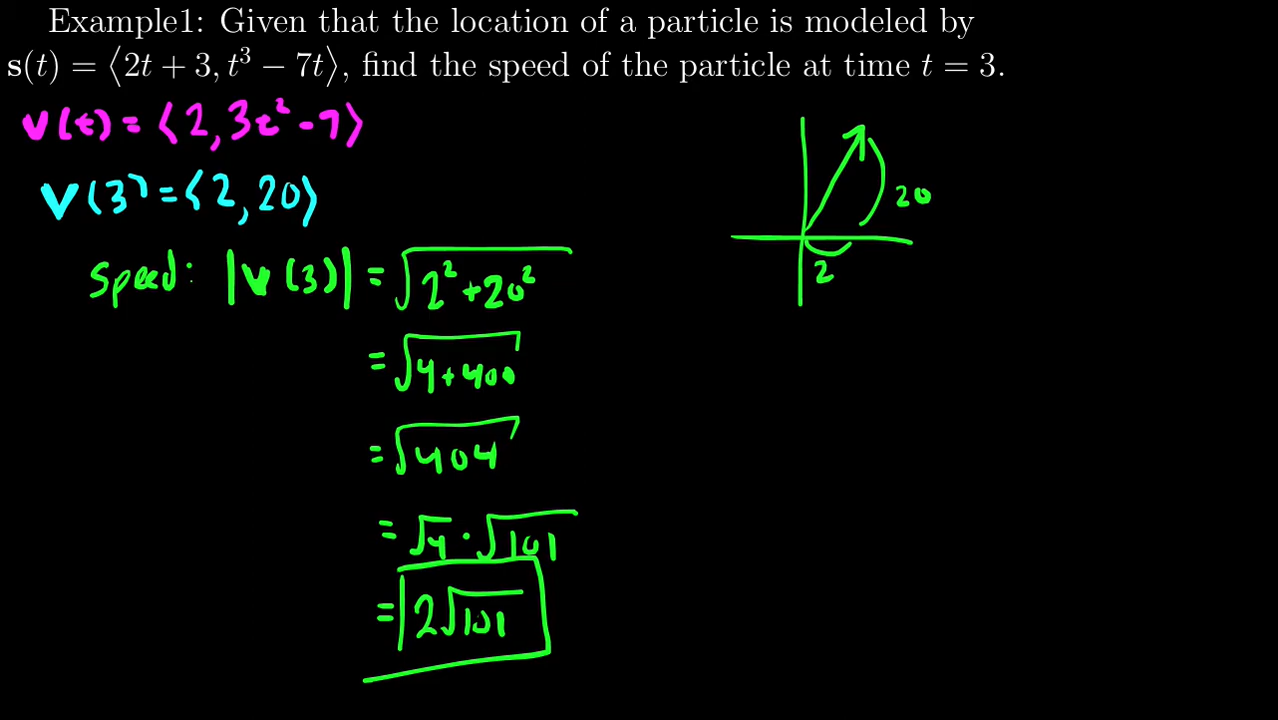 Example1: Given that the location of a particle is modeled by
s(t) = ⟨2t + 3, t³ − 7t⟩, find the speed of the particle at time t = 3.
v(t) = ⟨2, 3t² - 7⟩
v(3) = ⟨2, 20⟩
20
2
speed: |v(3)| = √(2² + 20²)
= √(4 + 400)
= √404
= √4 · √101
= 2√101